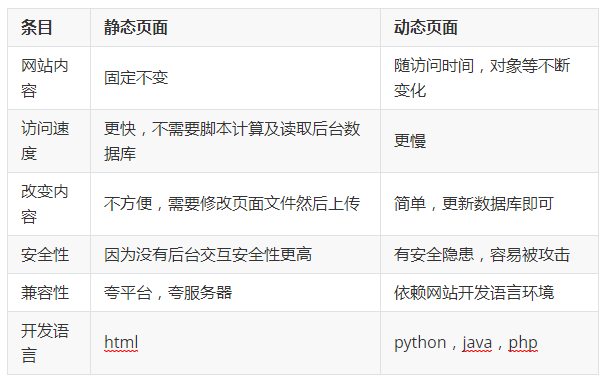 条目 静态页面 动态页面
网站内 随访问时间，对象等不断
容 固定不变 变化
访问速 更快，不需要脚本计算及读取后台数
度 据库 更慢
改变内
容 不方便，需要修改页面文件然后上传 简单，更新数据库即可
安全性 因为没有后台交互安全性更高 有安全隐患，容易被攻击
兼容性 夸平台，夸服务器 依赖网站开发语言环境
开发语
言 html python，java，php